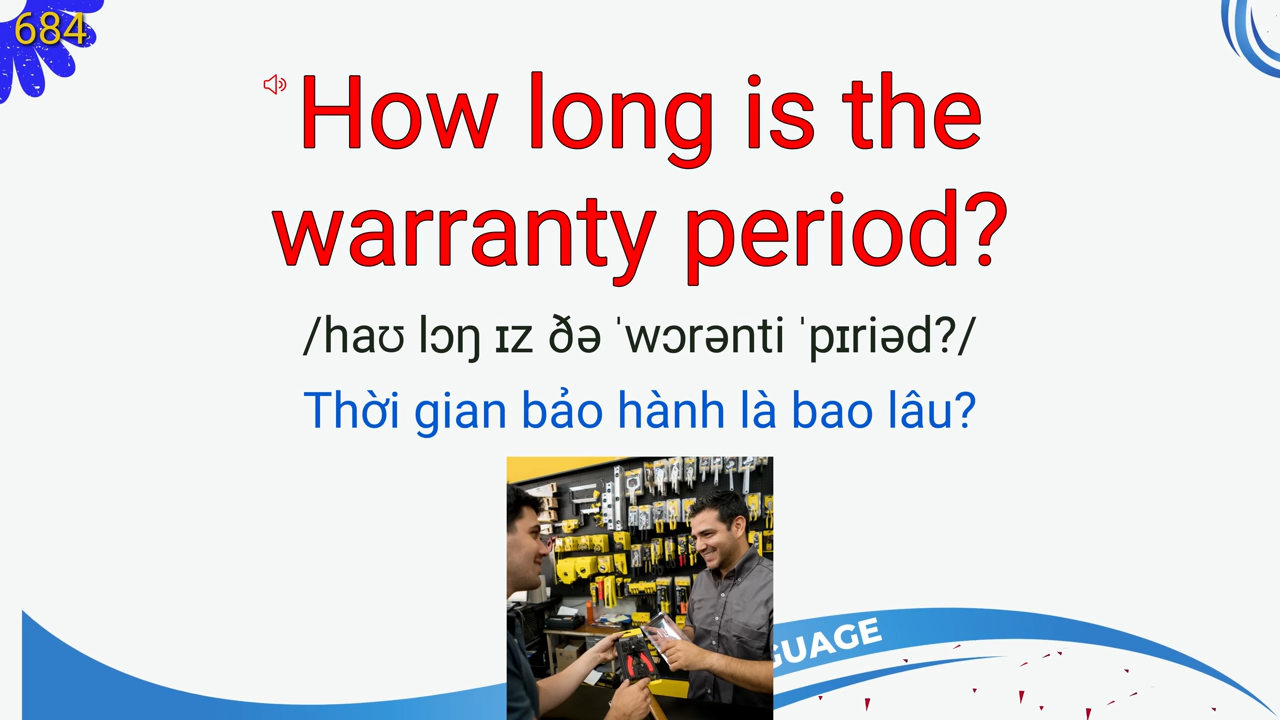 684
How long is the
warranty period?
/haʊ lɔŋ ɪz ðə ˈwɔrənti ˈpɪriəd?/
Thời gian bảo hành là bao lâu?
GUAGE